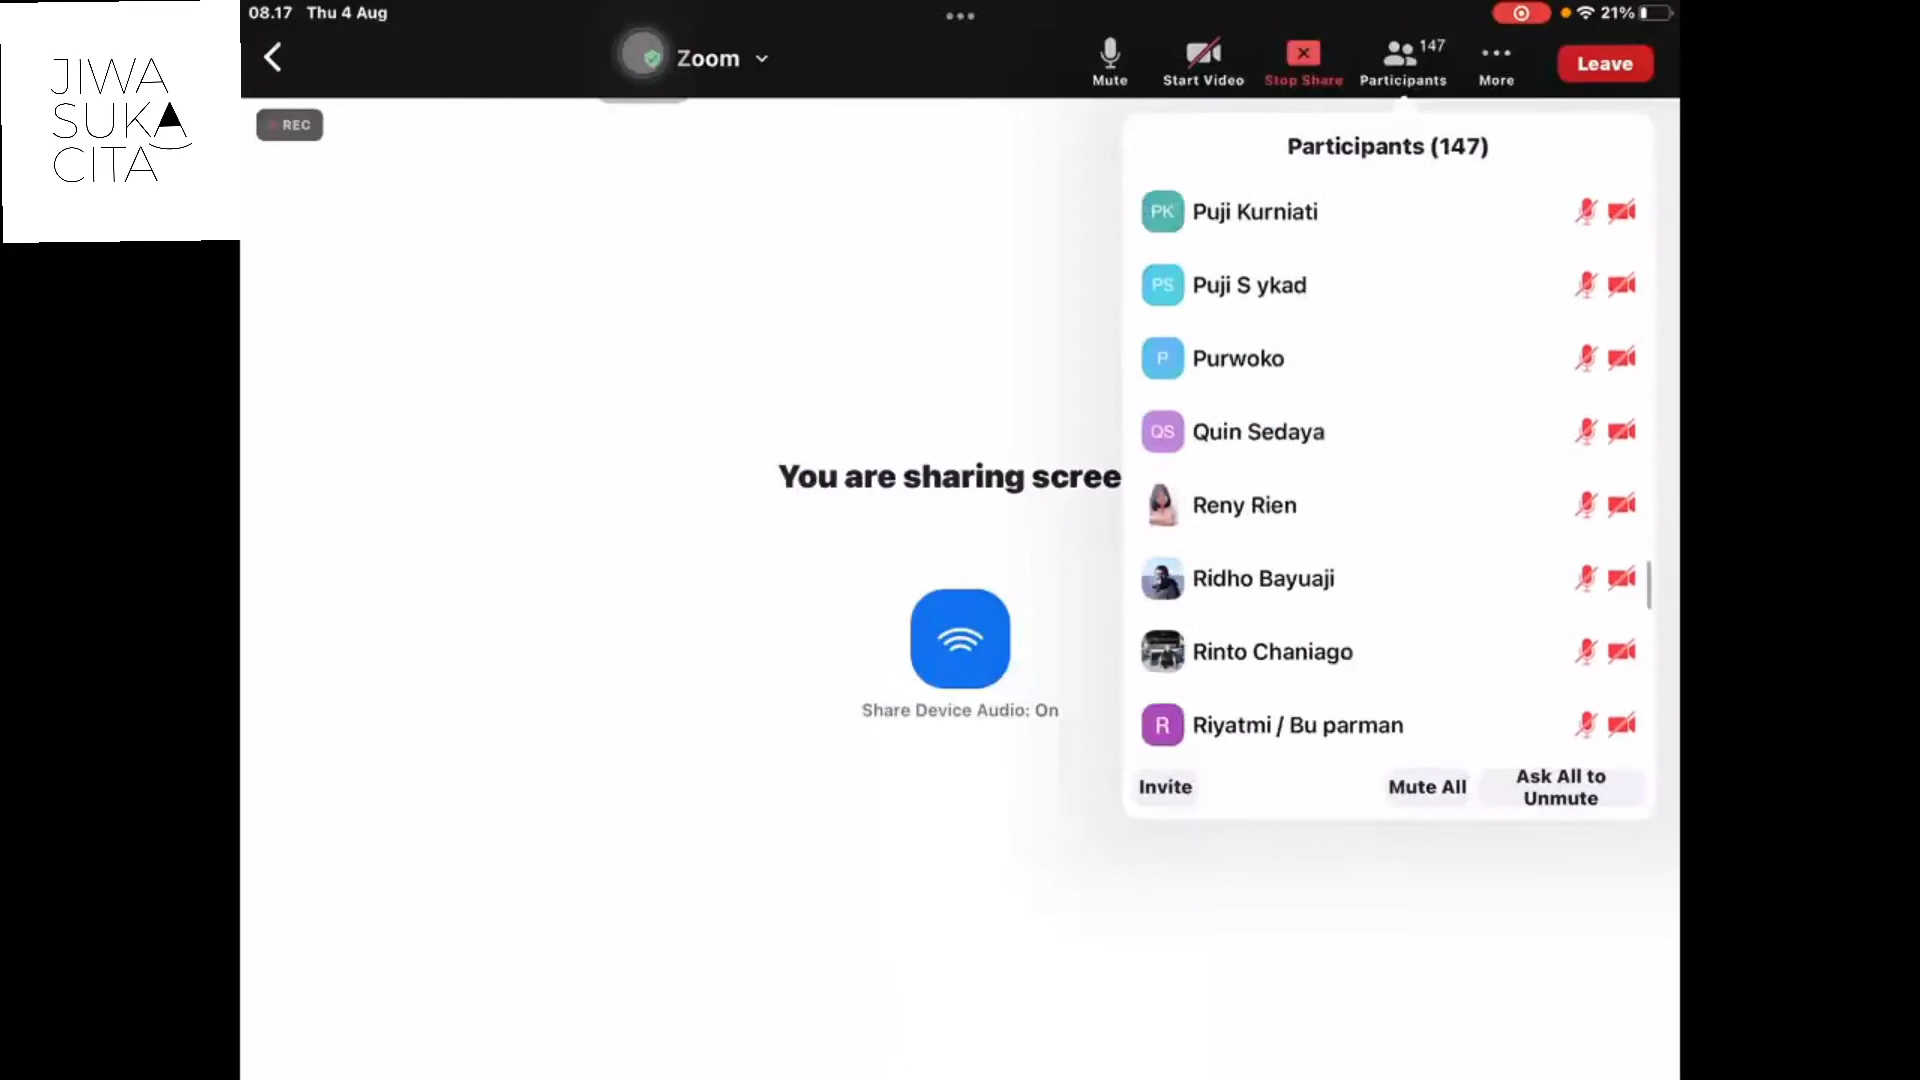 JIWA
SUKA
CITA
08.17 Thu 4 Aug
21%
Zoom
Mute
Start Video
Stop Share
Participants
147
More
Leave
REC
Participants (147)
PK Puji Kurniati
PS Puji S ykad
P Purwoko
QS Quin Sedaya
You are sharing scree
Reny Rien
Ridho Bayuaji
Rinto Chaniago
Share Device Audio: On
R Riyatmi / Bu parman
Invite
Mute All
Ask All to
Unmute